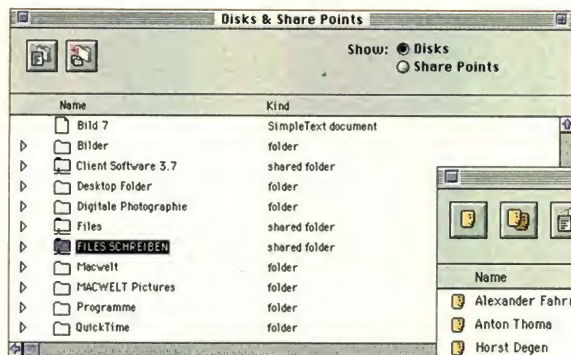 Disks & Share Points
Show: Disks
Share Points
Name Kind
Bild 7 SimpleText document
Bilder folder
Client Software 3.7 shared folder
Desktop Folder folder
Digitale Photographie folder
Files shared folder
FILES SCHREIBEN shared folder
Macwelt folder
MACWELT Pictures folder
Programme folder
QuickTime folder
Name
Alexander Fahrn
Anton Thoma
Horst Degen